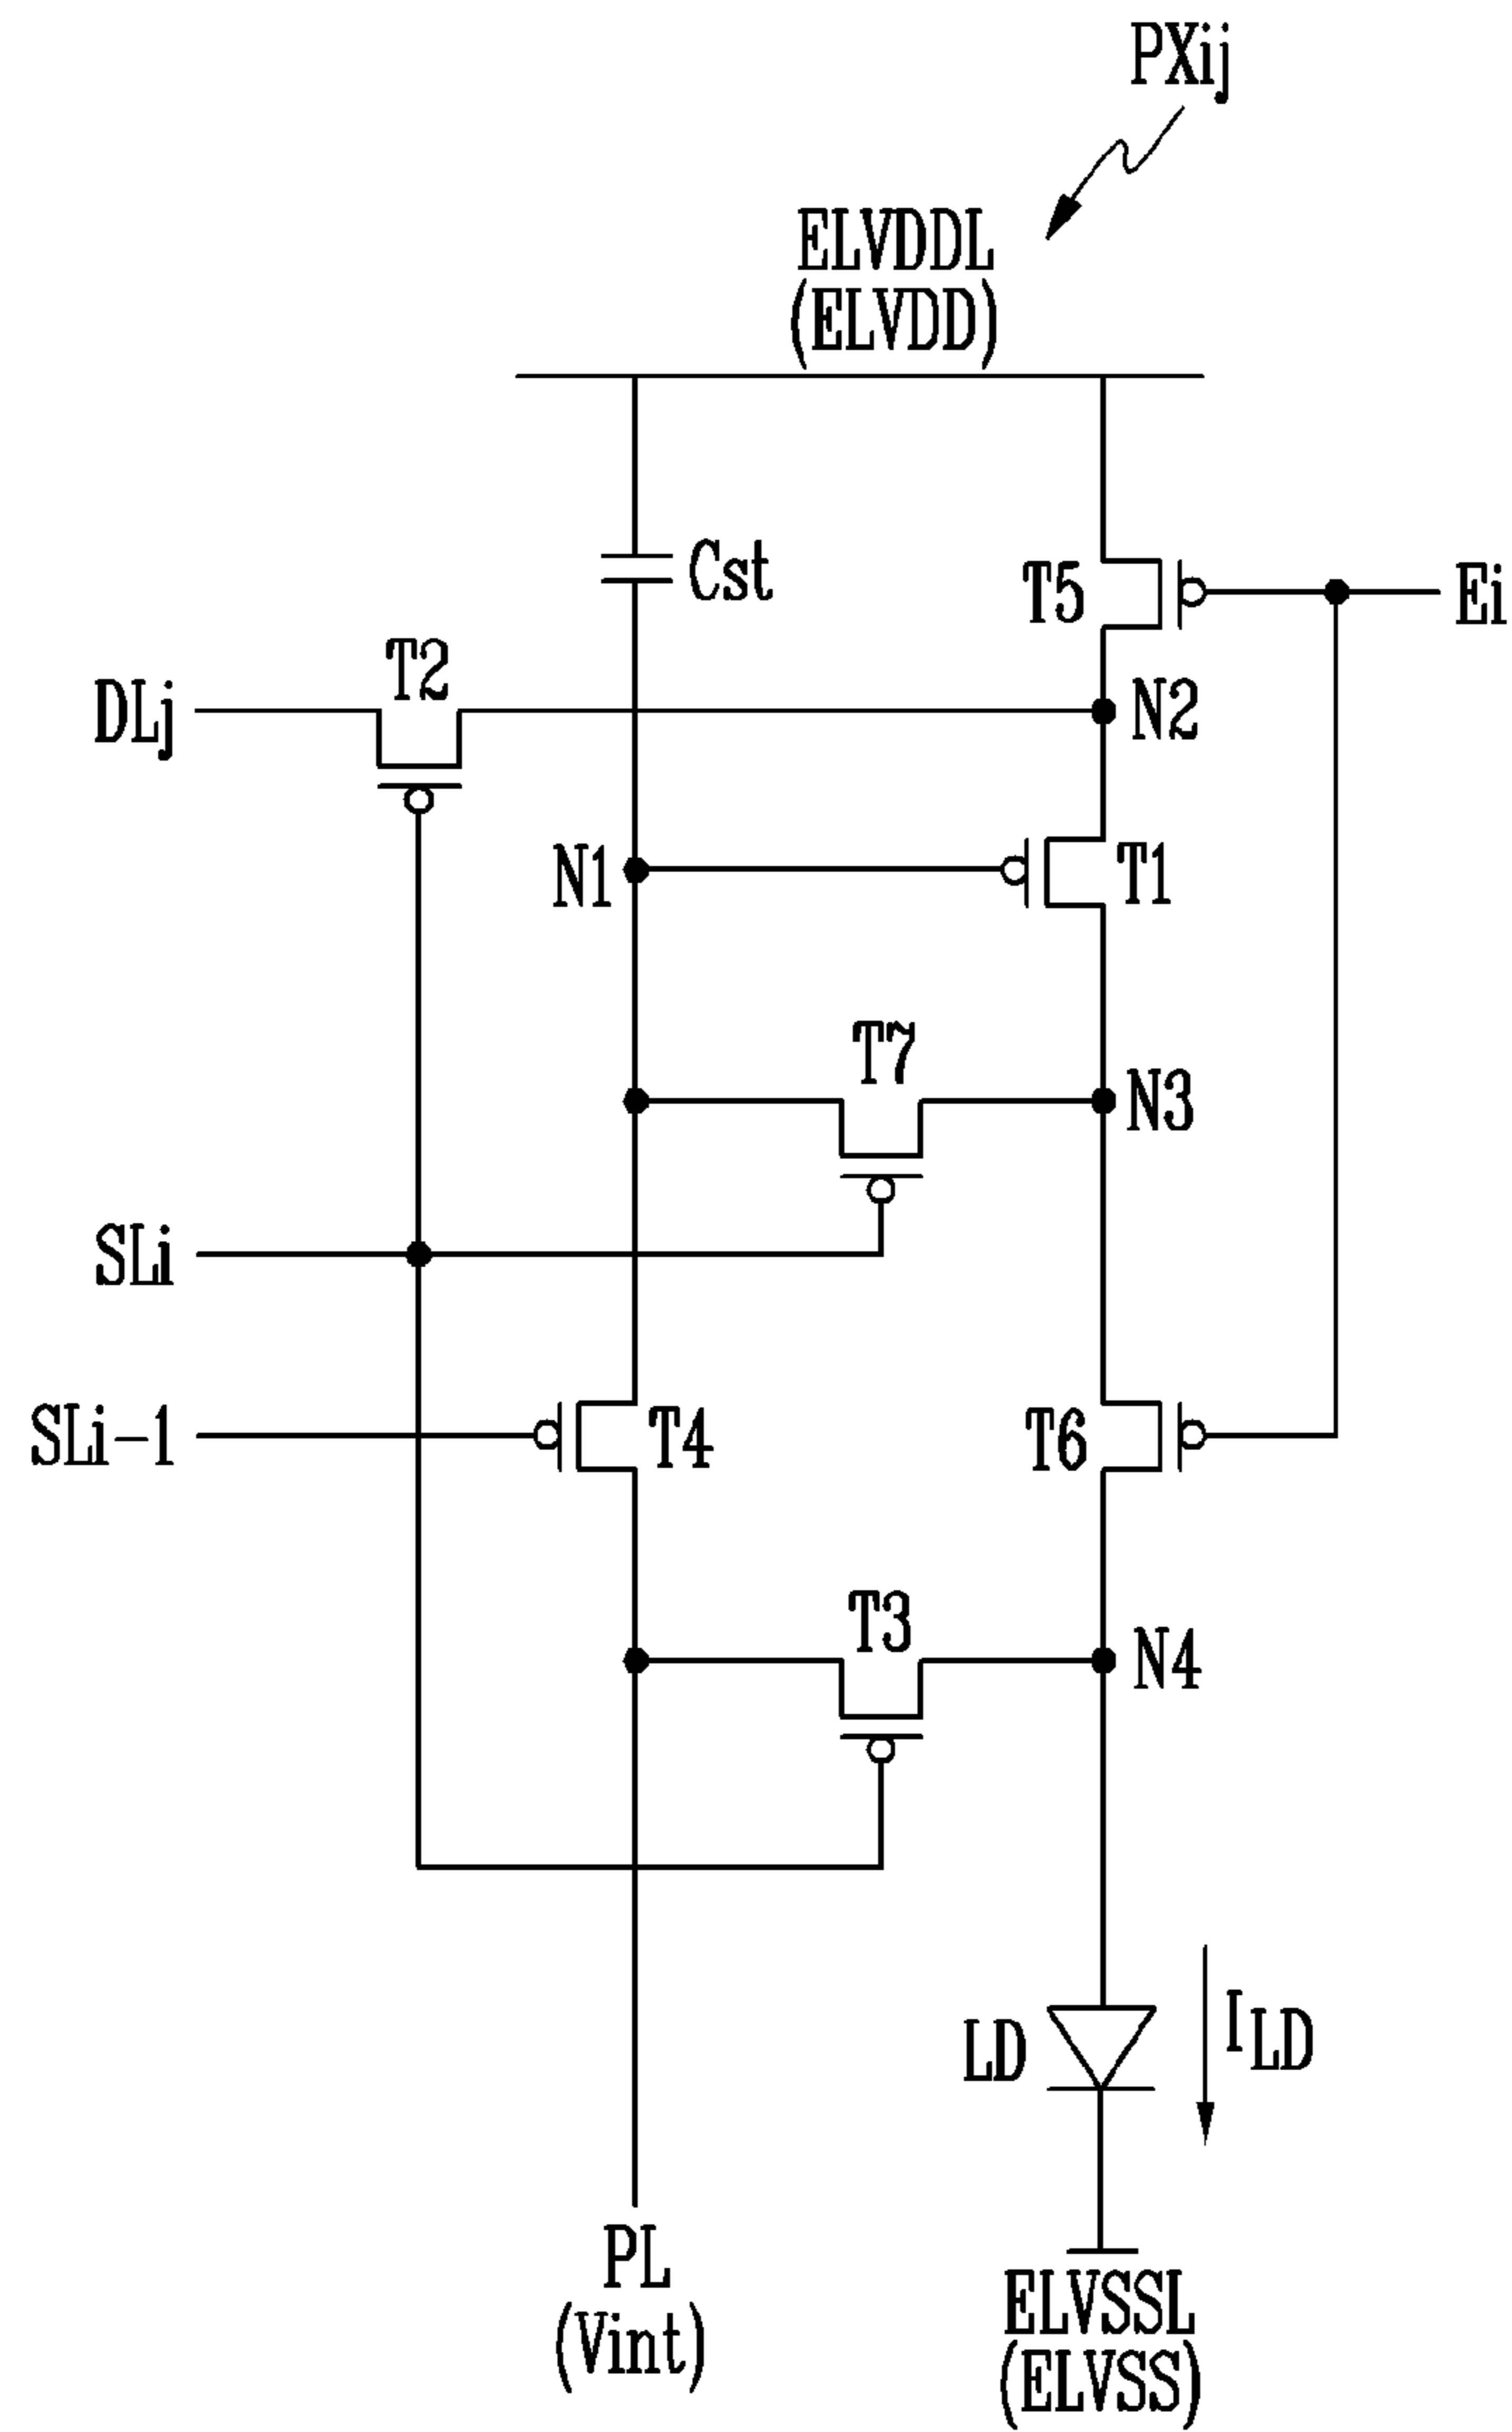 PXij
ELVDDL
(ELVDD)
Cst
T5
Ei
T2
DLj
N2
N1
T1
T7
N3
SLi
SLi-1
T4
T6
T3
N4
LD
ILD
PL
(Vint)
ELVSSL
(ELVSS)